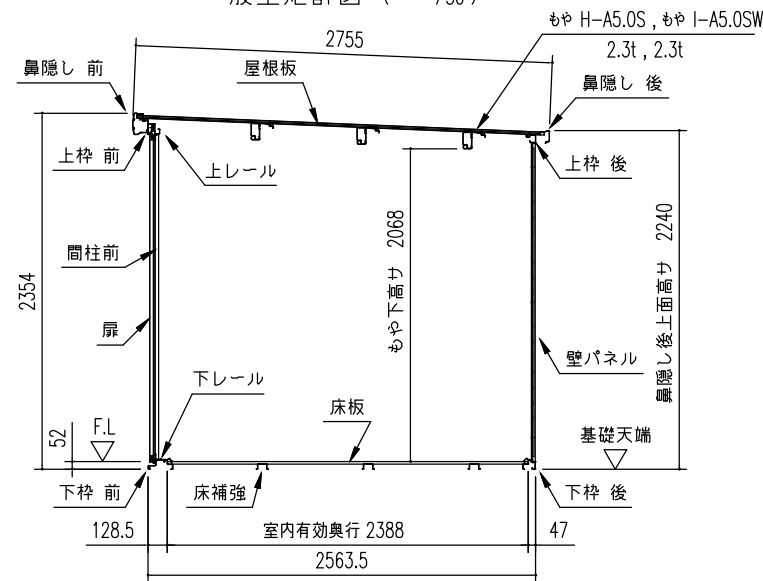 もや H-A5.0S , もや I-A5.0SW
2.3t , 2.3t
2755
鼻隠し 前
屋根板
鼻隠し 後
上枠 前
上レール
上枠 後
間柱前
2354
もや下高サ 2068
鼻隠し後上面高サ 2240
扉
壁パネル
下レール
床板
F.L
52
基礎天端
下枠 前
床補強
下枠 後
128.5
室内有効奥行 2388
47
2563.5